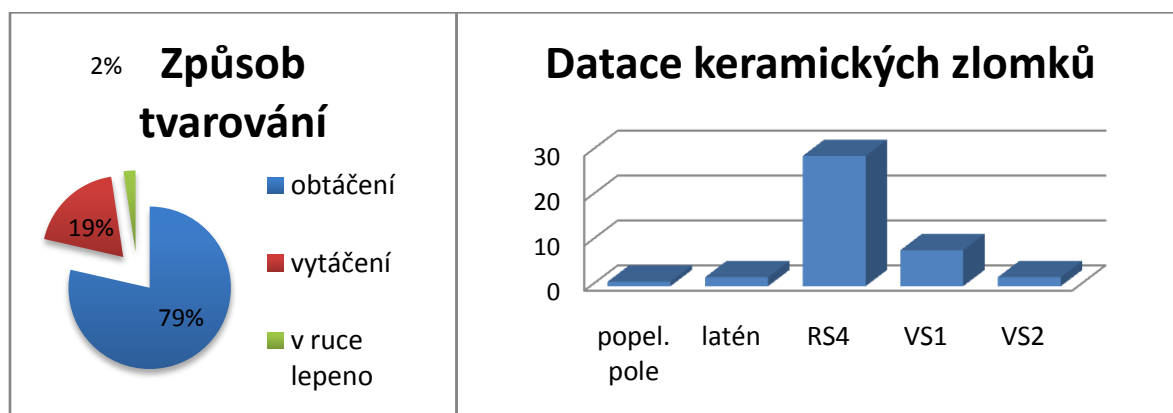 2%
Způsob
tvarování
19%
79%
obtáčení
vytáčení
v ruce
lepeno
Datace keramických zlomků
30
20
10
0
popel.
pole
latén
RS4
VS1
VS2